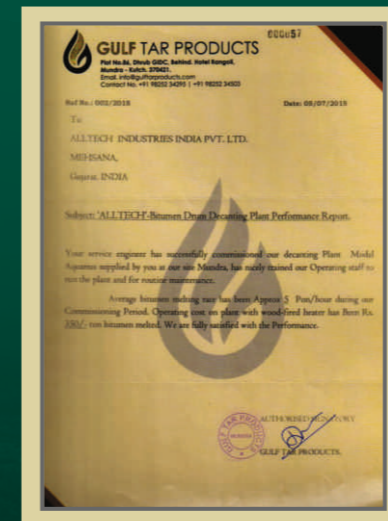 000057
GULF TAR PRODUCTS
Plot No.86, Dhrub GIDC, Behind. Hotel Rangoli,
Mundra - Kutch. 370421.
Email. info@gulftarproducts.com
Contact No. +91 98252 34295 | +91 98252 34503
Ref No.: 002/2015
Date: 08/07/2015
To
ALLTECH INDUSTRIES INDIA PVT. LTD.
MEHSANA,
Gujarat. INDIA
Subject: 'ALLTECH'-Bitumen Drum Decanting Plant Performance Report.
Your service engineer has successfully commissioned our decanting Plant Model
Aquarius supplied by you at our site Mundra, has nicely trained our Operating staff to
run the plant and for routine maintenance.
Average bitumen melting rate has been Approx 5 Ton/hour during our
Commissioning Period. Operating cost on plant with wood-fired heater has Been Rs.
350/- ton bitumen melted. We are fully satisfied with the Performance.
AUTHORISED SIGNATORY
GULF TAR PRODUCTS
MUNDRA
GULF TAR PRODUCTS.